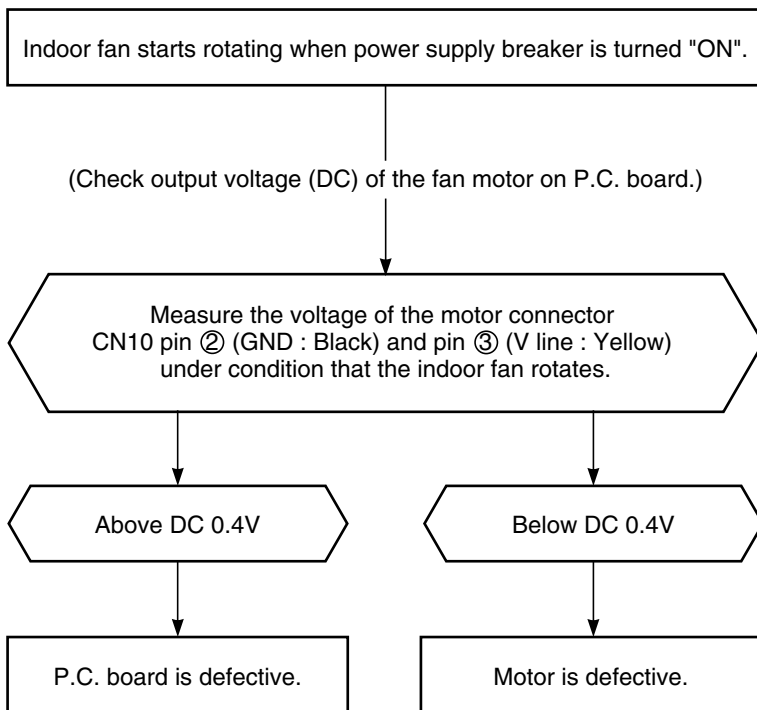 Indoor fan starts rotating when power supply breaker is turned "ON".
(Check output voltage (DC) of the fan motor on P.C. board.)
Measure the voltage of the motor connector
CN10 pin ② (GND : Black) and pin ③ (V line : Yellow)
under condition that the indoor fan rotates.
Above DC 0.4V
Below DC 0.4V
P.C. board is defective.
Motor is defective.